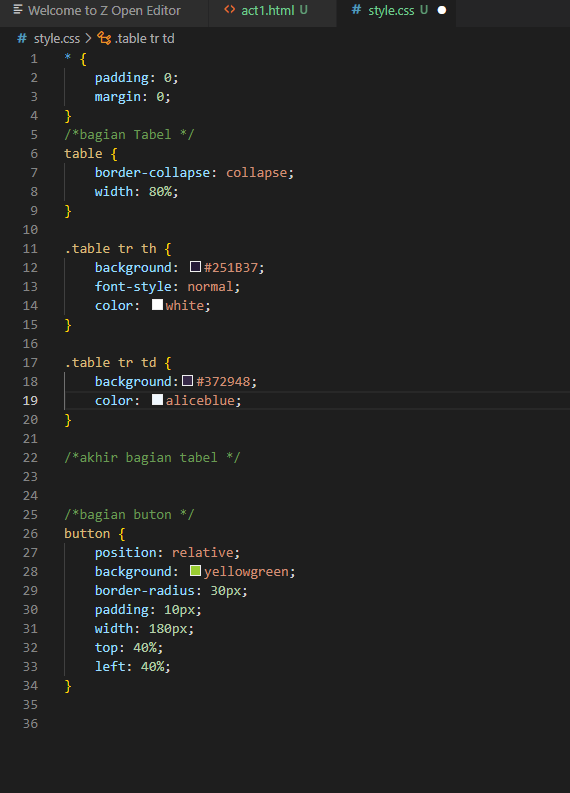 Welcome to Z Open Editor <> act1.html U # style.css U
# style.css > .table tr td
1 * {
2 padding: 0;
3 margin: 0;
4 }
5 /*bagian Tabel */
6 table {
7 border-collapse: collapse;
8 width: 80%;
9 }
10
11 .table tr th {
12 background: #251B37;
13 font-style: normal;
14 color: white;
15 }
16
17 .table tr td {
18 background: #372948;
19 color: aliceblue;
20 }
21
22 /*akhir bagian tabel */
23
24
25 /*bagian buton */
26 button {
27 position: relative;
28 background: yellowgreen;
29 border-radius: 30px;
30 padding: 10px;
31 width: 180px;
32 top: 40%;
33 left: 40%;
34 }
35
36